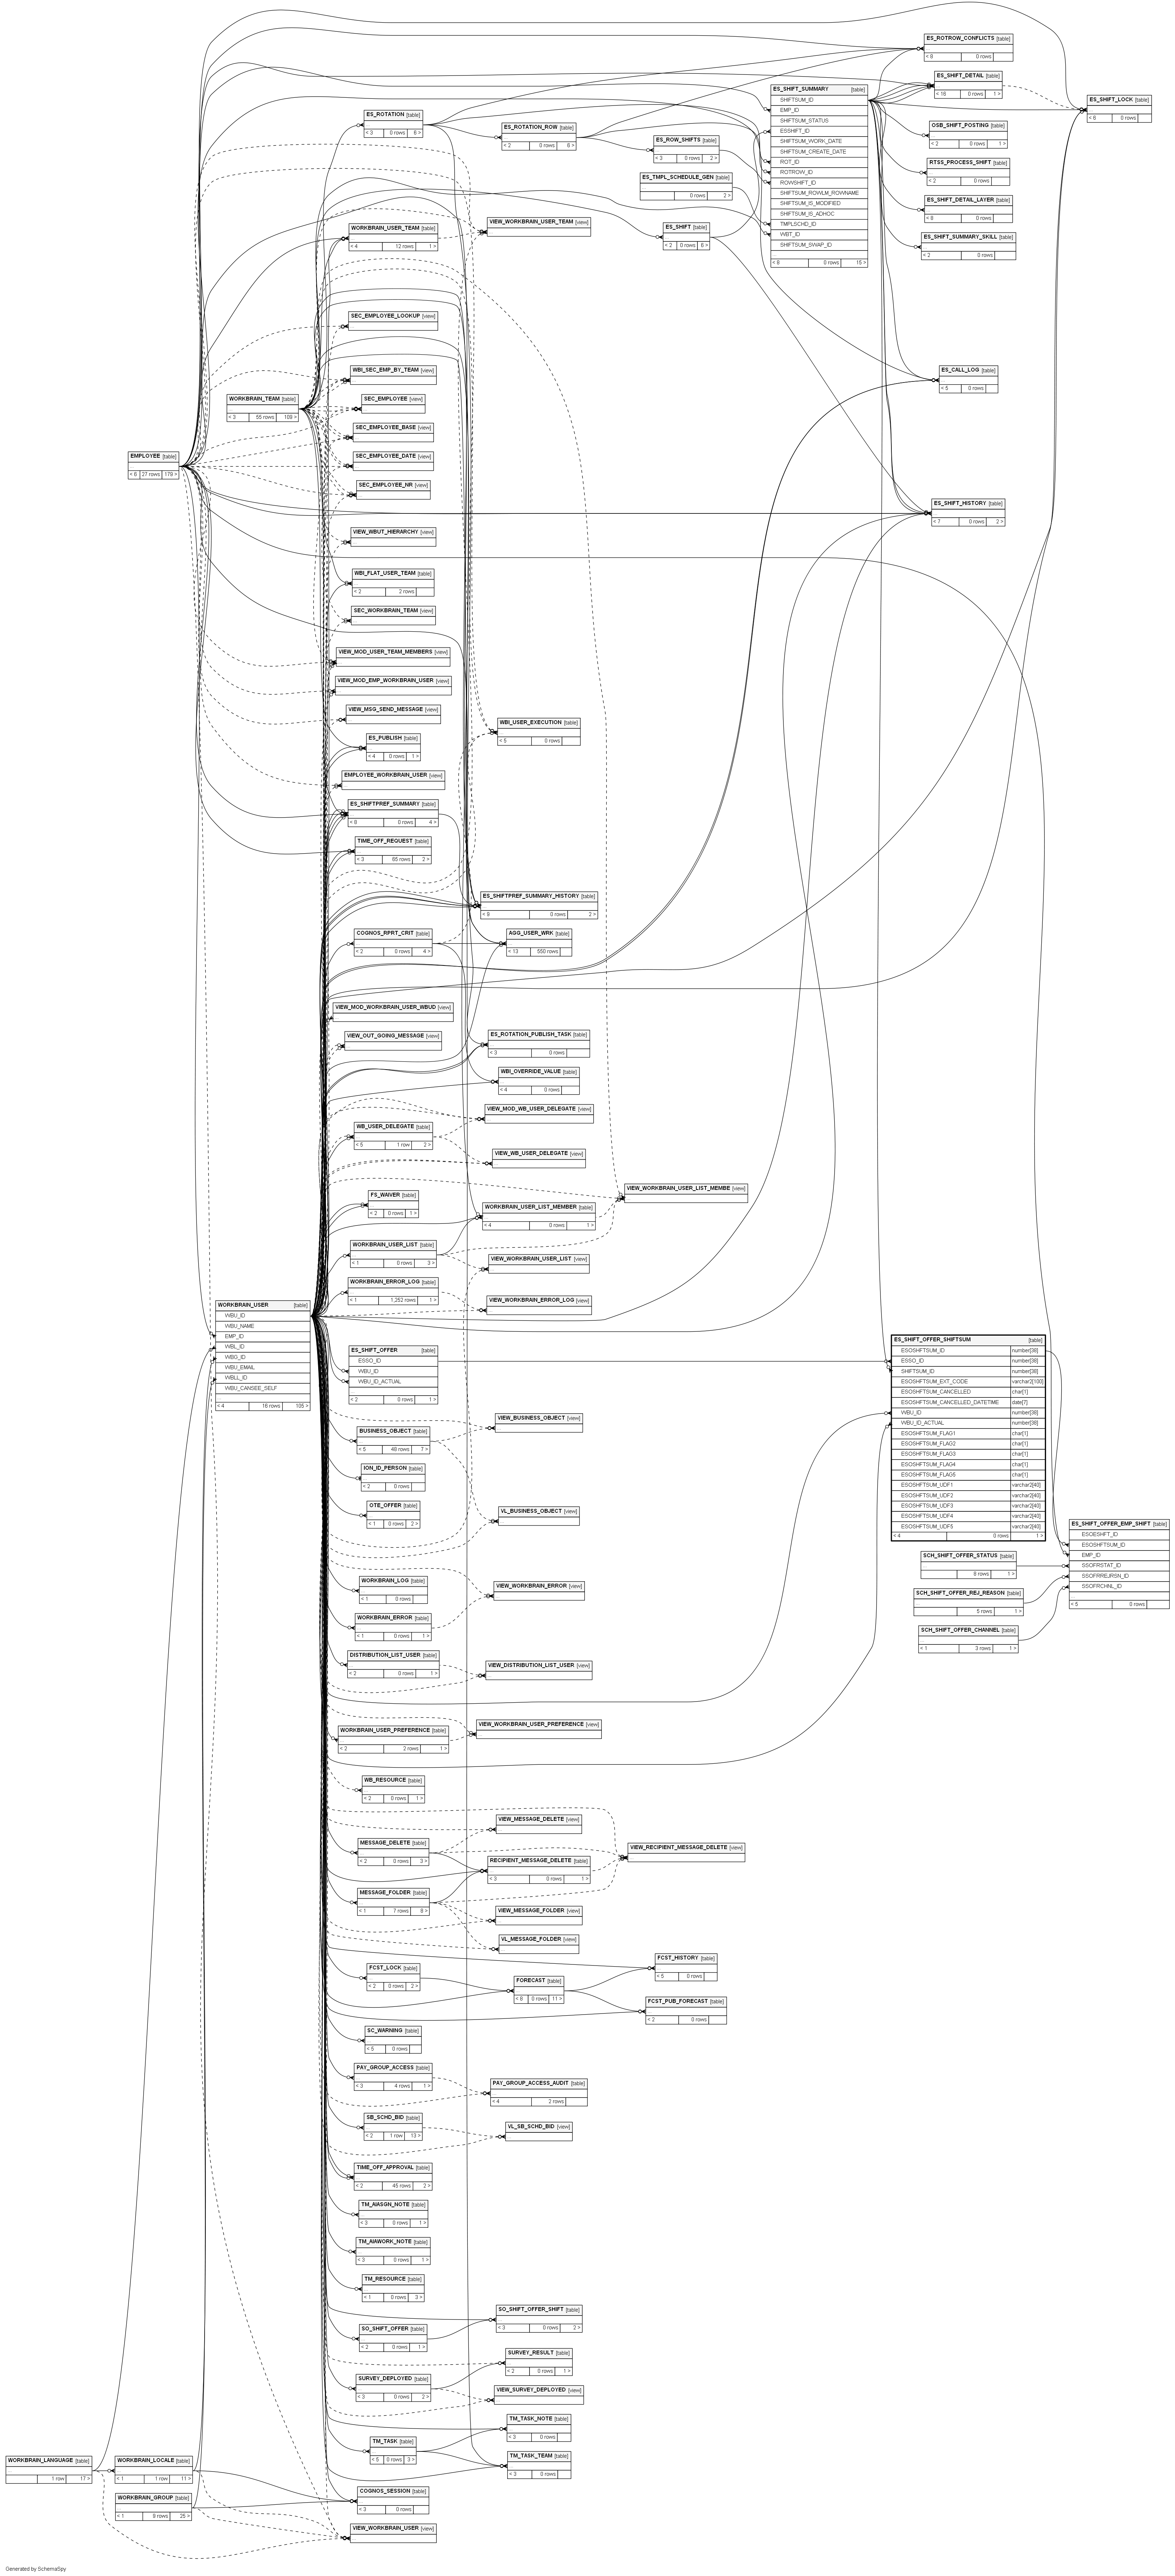 ES_ROTROW_CONFLICTS [table]
...
< 8 0 rows
ES_SHIFT_DETAIL [table]
...
< 16 0 rows 1 >
ES_SHIFT_LOCK [table]
...
< 6 0 rows
ES_SHIFT_SUMMARY [table]
SHIFTSUM_ID
EMP_ID
SHIFTSUM_STATUS
ESSHIFT_ID
SHIFTSUM_WORK_DATE
SHIFTSUM_CREATE_DATE
ROT_ID
ROTROW_ID
ROWSHIFT_ID
SHIFTSUM_ROWLM_ROWNAME
SHIFTSUM_IS_MODIFIED
SHIFTSUM_IS_ADHOC
TMPLSCHD_ID
WBT_ID
SHIFTSUM_SWAP_ID
...
< 8 0 rows 15 >
ES_ROTATION [table]
...
< 3 0 rows 6 >
ES_ROTATION_ROW [table]
...
< 2 0 rows 6 >
ES_ROW_SHIFTS [table]
...
< 3 0 rows 2 >
OSB_SHIFT_POSTING [table]
...
< 2 0 rows 1 >
RTSS_PROCESS_SHIFT [table]
...
< 2 0 rows
ES_TMPL_SCHEDULE_GEN [table]
...
0 rows 2 >
ES_SHIFT_DETAIL_LAYER [table]
...
< 8 0 rows
ES_SHIFT_SUMMARY_SKILL [table]
...
< 2 0 rows
VIEW_WORKBRAIN_USER_TEAM [view]
...
WORKBRAIN_USER_TEAM [table]
...
< 4 12 rows 1 >
ES_SHIFT [table]
...
< 2 0 rows 6 >
SEC_EMPLOYEE_LOOKUP [view]
...
WBI_SEC_EMP_BY_TEAM [view]
...
ES_CALL_LOG [table]
...
< 5 0 rows
WORKBRAIN_TEAM [table]
...
< 3 55 rows 109 >
SEC_EMPLOYEE [view]
...
SEC_EMPLOYEE_BASE [view]
...
EMPLOYEE [table]
...
< 6 27 rows 179 >
SEC_EMPLOYEE_DATE [view]
...
SEC_EMPLOYEE_NR [view]
...
ES_SHIFT_HISTORY [table]
...
< 7 0 rows 2 >
VIEW_WBUT_HIERARCHY [view]
...
WBI_FLAT_USER_TEAM [table]
...
< 2 2 rows
SEC_WORKBRAIN_TEAM [view]
...
VIEW_MOD_USER_TEAM_MEMBERS [view]
...
VIEW_MOD_EMP_WORKBRAIN_USER [view]
...
VIEW_MSG_SEND_MESSAGE [view]
...
WBI_USER_EXECUTION [table]
...
< 5 0 rows
ES_PUBLISH [table]
...
< 4 0 rows 1 >
EMPLOYEE_WORKBRAIN_USER [view]
...
ES_SHIFTPREF_SUMMARY [table]
...
< 8 0 rows 4 >
TIME_OFF_REQUEST [table]
...
< 3 65 rows 2 >
ES_SHIFTPREF_SUMMARY_HISTORY [table]
...
< 9 0 rows 2 >
COGNOS_RPRT_CRIT [table]
...
< 2 0 rows 4 >
AGG_USER_WRK [table]
...
< 13 550 rows
VIEW_MOD_WORKBRAIN_USER_WBUD [view]
...
VIEW_OUT_GOING_MESSAGE [view]
...
ES_ROTATION_PUBLISH_TASK [table]
...
< 3 0 rows
WBI_OVERRIDE_VALUE [table]
...
< 4 0 rows
VIEW_MOD_WB_USER_DELEGATE [view]
...
WB_USER_DELEGATE [table]
...
< 5 1 row 2 >
VIEW_WB_USER_DELEGATE [view]
...
VIEW_WORKBRAIN_USER_LIST_MEMBE [view]
...
FS_WAIVER [table]
...
< 2 0 rows 1 >
WORKBRAIN_USER_LIST_MEMBER [table]
...
< 4 0 rows 1 >
WORKBRAIN_USER_LIST [table]
...
< 1 0 rows 3 >
VIEW_WORKBRAIN_USER_LIST [view]
...
WORKBRAIN_ERROR_LOG [table]
...
< 1 1,252 rows 1 >
VIEW_WORKBRAIN_ERROR_LOG [view]
...
WORKBRAIN_USER [table]
WBU_ID
WBU_NAME
EMP_ID
WBL_ID
WBG_ID
WBU_EMAIL
WBLL_ID
WBU_CANSEE_SELF
...
< 4 16 rows 105 >
ES_SHIFT_OFFER [table]
ESSO_ID
WBU_ID
WBU_ID_ACTUAL
...
< 2 0 rows 1 >
ES_SHIFT_OFFER_SHIFTSUM [table]
ESOSHFTSUM_ID number[38]
ESSO_ID number[38]
SHIFTSUM_ID number[38]
ESOSHFTSUM_EXT_CODE varchar2[100]
ESOSHFTSUM_CANCELLED char[1]
ESOSHFTSUM_CANCELLED_DATETIME date[7]
WBU_ID number[38]
WBU_ID_ACTUAL number[38]
ESOSHFTSUM_FLAG1 char[1]
ESOSHFTSUM_FLAG2 char[1]
ESOSHFTSUM_FLAG3 char[1]
ESOSHFTSUM_FLAG4 char[1]
ESOSHFTSUM_FLAG5 char[1]
ESOSHFTSUM_UDF1 varchar2[40]
ESOSHFTSUM_UDF2 varchar2[40]
ESOSHFTSUM_UDF3 varchar2[40]
ESOSHFTSUM_UDF4 varchar2[40]
ESOSHFTSUM_UDF5 varchar2[40]
< 4 0 rows 1 >
VIEW_BUSINESS_OBJECT [view]
...
BUSINESS_OBJECT [table]
...
< 5 48 rows 7 >
ION_ID_PERSON [table]
...
< 2 0 rows
OTE_OFFER [table]
...
< 1 0 rows 2 >
VL_BUSINESS_OBJECT [view]
...
ES_SHIFT_OFFER_EMP_SHIFT [table]
ESOESHFT_ID
ESOSHFTSUM_ID
EMP_ID
SSOFRSTAT_ID
SSOFRREJRSN_ID
SSOFRCHNL_ID
...
< 5 0 rows
SCH_SHIFT_OFFER_STATUS [table]
...
8 rows 1 >
SCH_SHIFT_OFFER_REJ_REASON [table]
...
5 rows 1 >
SCH_SHIFT_OFFER_CHANNEL [table]
...
< 1 3 rows 1 >
WORKBRAIN_LOG [table]
...
< 1 0 rows
VIEW_WORKBRAIN_ERROR [view]
...
WORKBRAIN_ERROR [table]
...
< 1 0 rows 1 >
DISTRIBUTION_LIST_USER [table]
...
< 2 0 rows 1 >
VIEW_DISTRIBUTION_LIST_USER [view]
...
VIEW_WORKBRAIN_USER_PREFERENCE [view]
...
WORKBRAIN_USER_PREFERENCE [table]
...
< 2 2 rows 1 >
WB_RESOURCE [table]
...
< 2 0 rows 1 >
VIEW_MESSAGE_DELETE [view]
...
MESSAGE_DELETE [table]
...
< 2 0 rows 3 >
VIEW_RECIPIENT_MESSAGE_DELETE [view]
...
RECIPIENT_MESSAGE_DELETE [table]
...
< 3 0 rows 1 >
MESSAGE_FOLDER [table]
...
< 1 7 rows 8 >
VIEW_MESSAGE_FOLDER [view]
...
VL_MESSAGE_FOLDER [view]
...
FCST_HISTORY [table]
...
< 5 0 rows
FCST_LOCK [table]
...
< 2 0 rows 2 >
FORECAST [table]
...
< 8 0 rows 11 >
FCST_PUB_FORECAST [table]
...
< 2 0 rows
SC_WARNING [table]
...
< 5 0 rows
PAY_GROUP_ACCESS [table]
...
< 3 4 rows 1 >
PAY_GROUP_ACCESS_AUDIT [table]
...
< 4 2 rows
SB_SCHD_BID [table]
...
< 2 1 row 13 >
VL_SB_SCHD_BID [view]
...
TIME_OFF_APPROVAL [table]
...
< 2 45 rows 2 >
TM_AIASGN_NOTE [table]
...
< 3 0 rows 1 >
TM_AIAWORK_NOTE [table]
...
< 3 0 rows 1 >
TM_RESOURCE [table]
...
< 1 0 rows 3 >
SO_SHIFT_OFFER_SHIFT [table]
...
< 3 0 rows 2 >
SO_SHIFT_OFFER [table]
...
< 2 0 rows 1 >
SURVEY_RESULT [table]
...
< 2 0 rows 1 >
SURVEY_DEPLOYED [table]
...
< 3 0 rows 2 >
VIEW_SURVEY_DEPLOYED [view]
...
TM_TASK_NOTE [table]
...
< 3 0 rows
TM_TASK [table]
...
< 5 0 rows 3 >
TM_TASK_TEAM [table]
...
< 3 0 rows
WORKBRAIN_LANGUAGE [table]
...
1 row 17 >
WORKBRAIN_LOCALE [table]
...
< 1 1 row 11 >
WORKBRAIN_GROUP [table]
...
< 1 9 rows 25 >
COGNOS_SESSION [table]
...
< 3 0 rows
VIEW_WORKBRAIN_USER [view]
...
Generated by SchemaSpy